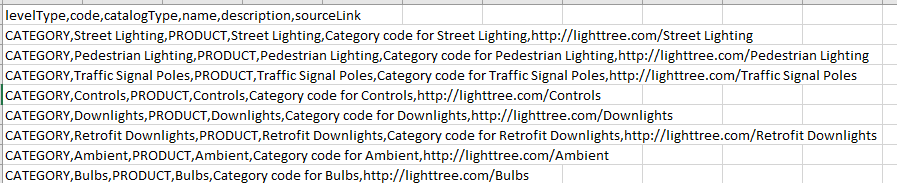 levelType,code,catalogType,name,description,sourceLink
CATEGORY,Street Lighting,PRODUCT,Street Lighting,Category code for Street Lighting,http://lighttree.com/Street Lighting
CATEGORY,Pedestrian Lighting,PRODUCT,Pedestrian Lighting,Category code for Pedestrian Lighting,http://lighttree.com/Pedestrian Lighting
CATEGORY,Traffic Signal Poles,PRODUCT,Traffic Signal Poles,Category code for Traffic Signal Poles,http://lighttree.com/Traffic Signal Poles
CATEGORY,Controls,PRODUCT,Controls,Category code for Controls,http://lighttree.com/Controls
CATEGORY,Downlights,PRODUCT,Downlights,Category code for Downlights,http://lighttree.com/Downlights
CATEGORY,Retrofit Downlights,PRODUCT,Retrofit Downlights,Category code for Retrofit Downlights,http://lighttree.com/Retrofit Downlights
CATEGORY,Ambient,PRODUCT,Ambient,Category code for Ambient,http://lighttree.com/Ambient
CATEGORY,Bulbs,PRODUCT,Bulbs,Category code for Bulbs,http://lighttree.com/Bulbs